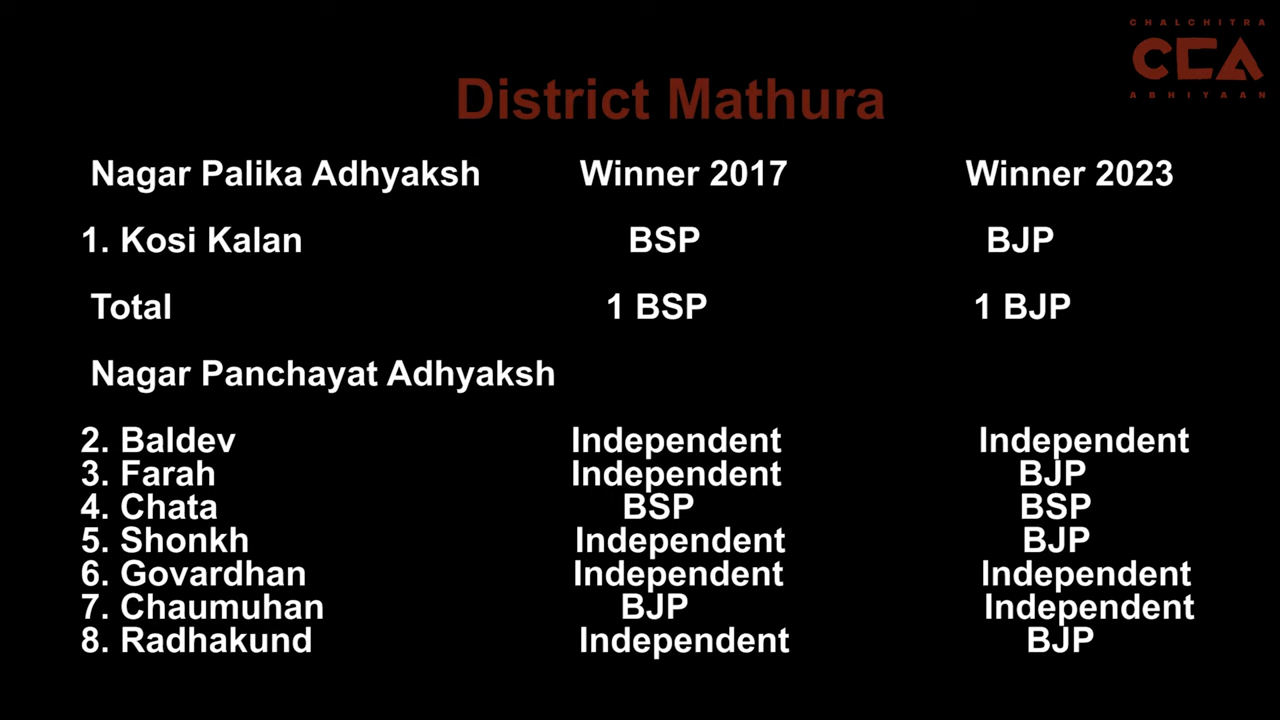 CHALCHITRA
CCA
ABHIYAAN
District Mathura
Nagar Palika Adhyaksh Winner 2017 Winner 2023
1. Kosi Kalan BSP BJP
Total 1 BSP 1 BJP
Nagar Panchayat Adhyaksh
2. Baldev Independent Independent
3. Farah Independent BJP
4. Chata BSP BSP
5. Shonkh Independent BJP
6. Govardhan Independent Independent
7. Chaumuhan BJP Independent
8. Radhakund Independent BJP